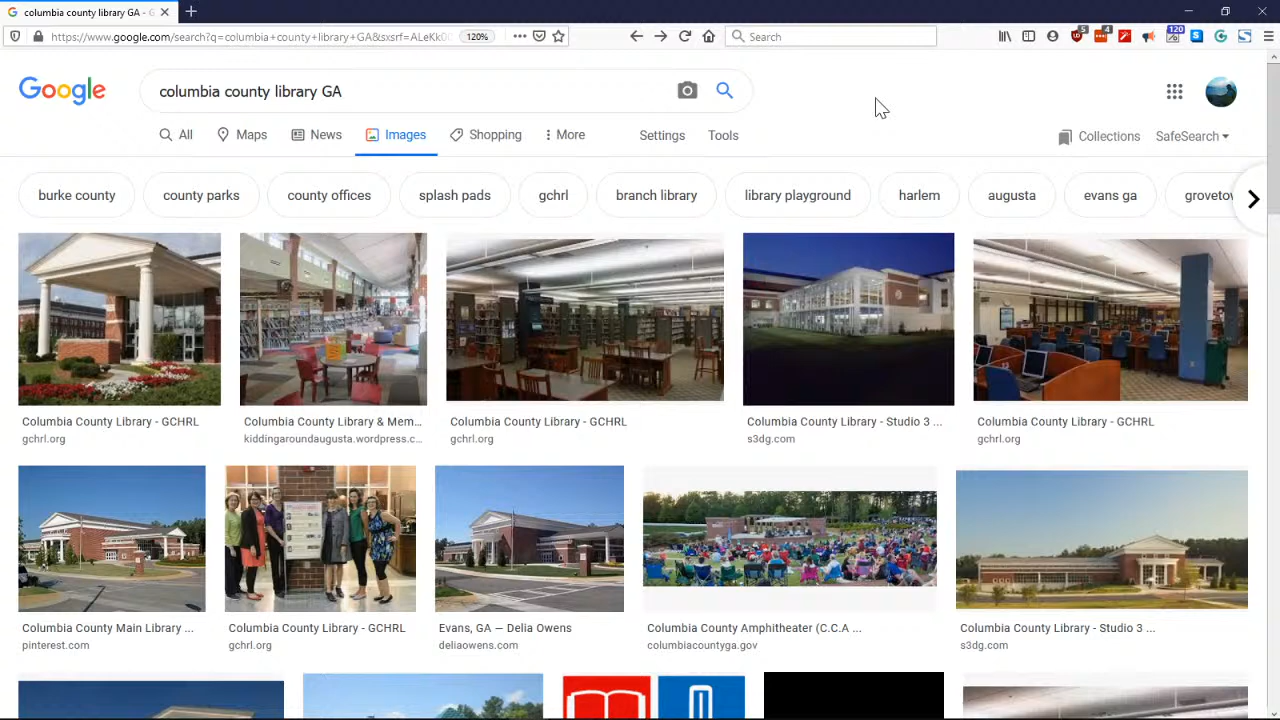 columbia county library GA - G
https://www.google.com/search?q=columbia+county+library+GA&sxsrf=ALeKk0
120%
Search
5
4
120
Google
columbia county library GA
All
Maps
News
Images
Shopping
More
Settings
Tools
Collections
SafeSearch
burke county
county parks
county offices
splash pads
gchrl
branch library
library playground
harlem
augusta
evans ga
grovetow
Columbia County Library - GCHRL
gchrl.org
Columbia County Library & Mem...
kiddingaroundaugusta.wordpress.c...
Columbia County Library - GCHRL
gchrl.org
Columbia County Library - Studio 3 ...
s3dg.com
Columbia County Library - GCHRL
gchrl.org
Columbia County Main Library ...
pinterest.com
Columbia County Library - GCHRL
gchrl.org
Evans, GA — Delia Owens
deliaowens.com
Columbia County Amphitheater (C.C.A ...
columbiacountyga.gov
Columbia County Library - Studio 3 ...
s3dg.com